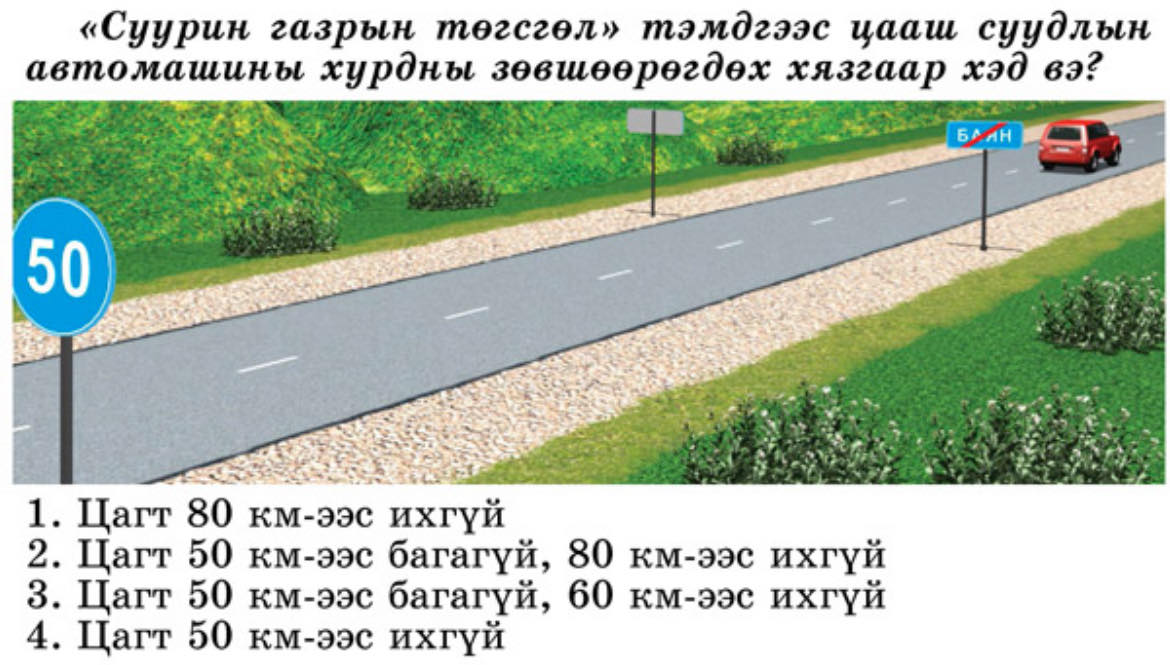 «Суурин газрын төгсгөл» тэмдгээс цааш суудлын
автомашины хурдны зөвшөөрөгдөх хязгаар хэд вэ?
50
БАЯН
1. Цагт 80 км-ээс ихгүй
2. Цагт 50 км-ээс багагүй, 80 км-ээс ихгүй
3. Цагт 50 км-ээс багагүй, 60 км-ээс ихгүй
4. Цагт 50 км-ээс ихгүй